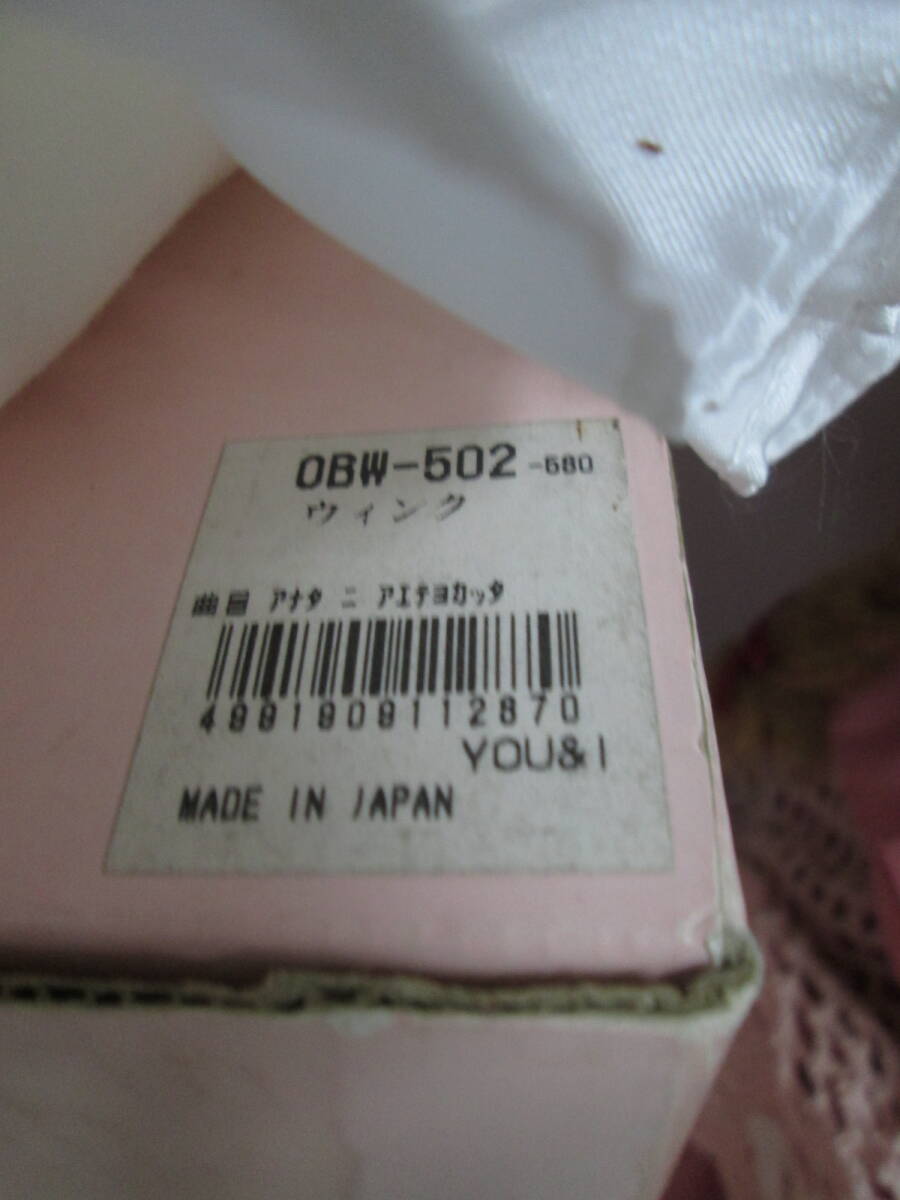 OBW-502 -580
ウィンク
曲目 アナタ ニ アエテヨカッタ
4991909112870
YOU&I
MADE IN JAPAN